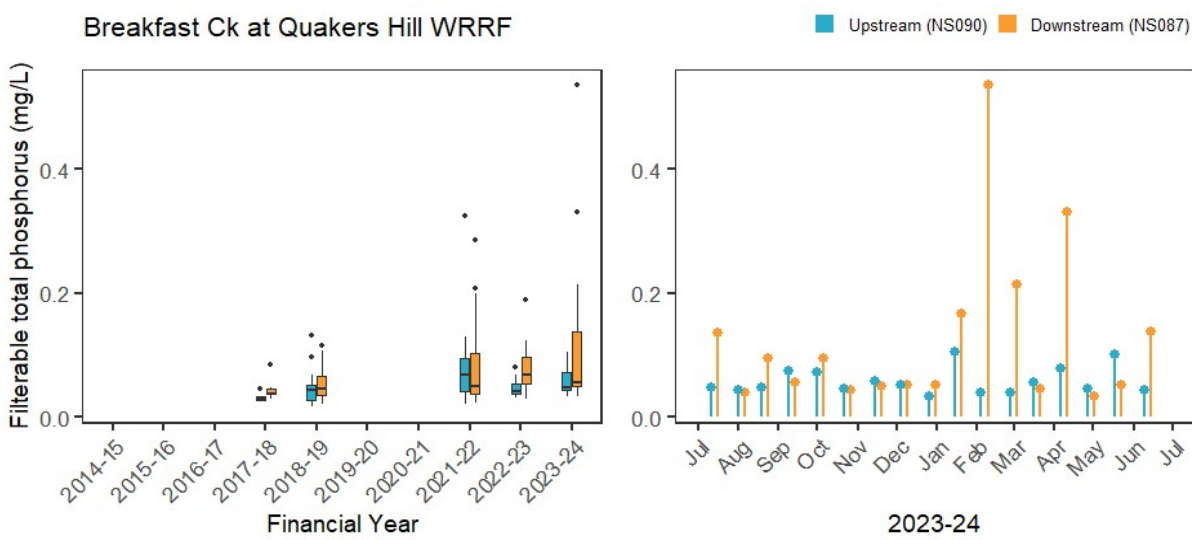 Breakfast Ck at Quakers Hill WRRF
Upstream (NS090) Downstream (NS087)
Filterable total phosphorus (mg/L)
0.4
0.2
0.0
2014-15 2015-16 2016-17 2017-18 2018-19 2019-20 2020-21 2021-22 2022-23 2023-24
Financial Year
0.4
0.2
0.0
Jul Aug Sep Oct Nov Dec Jan Feb Mar Apr May Jun Jul
2023-24